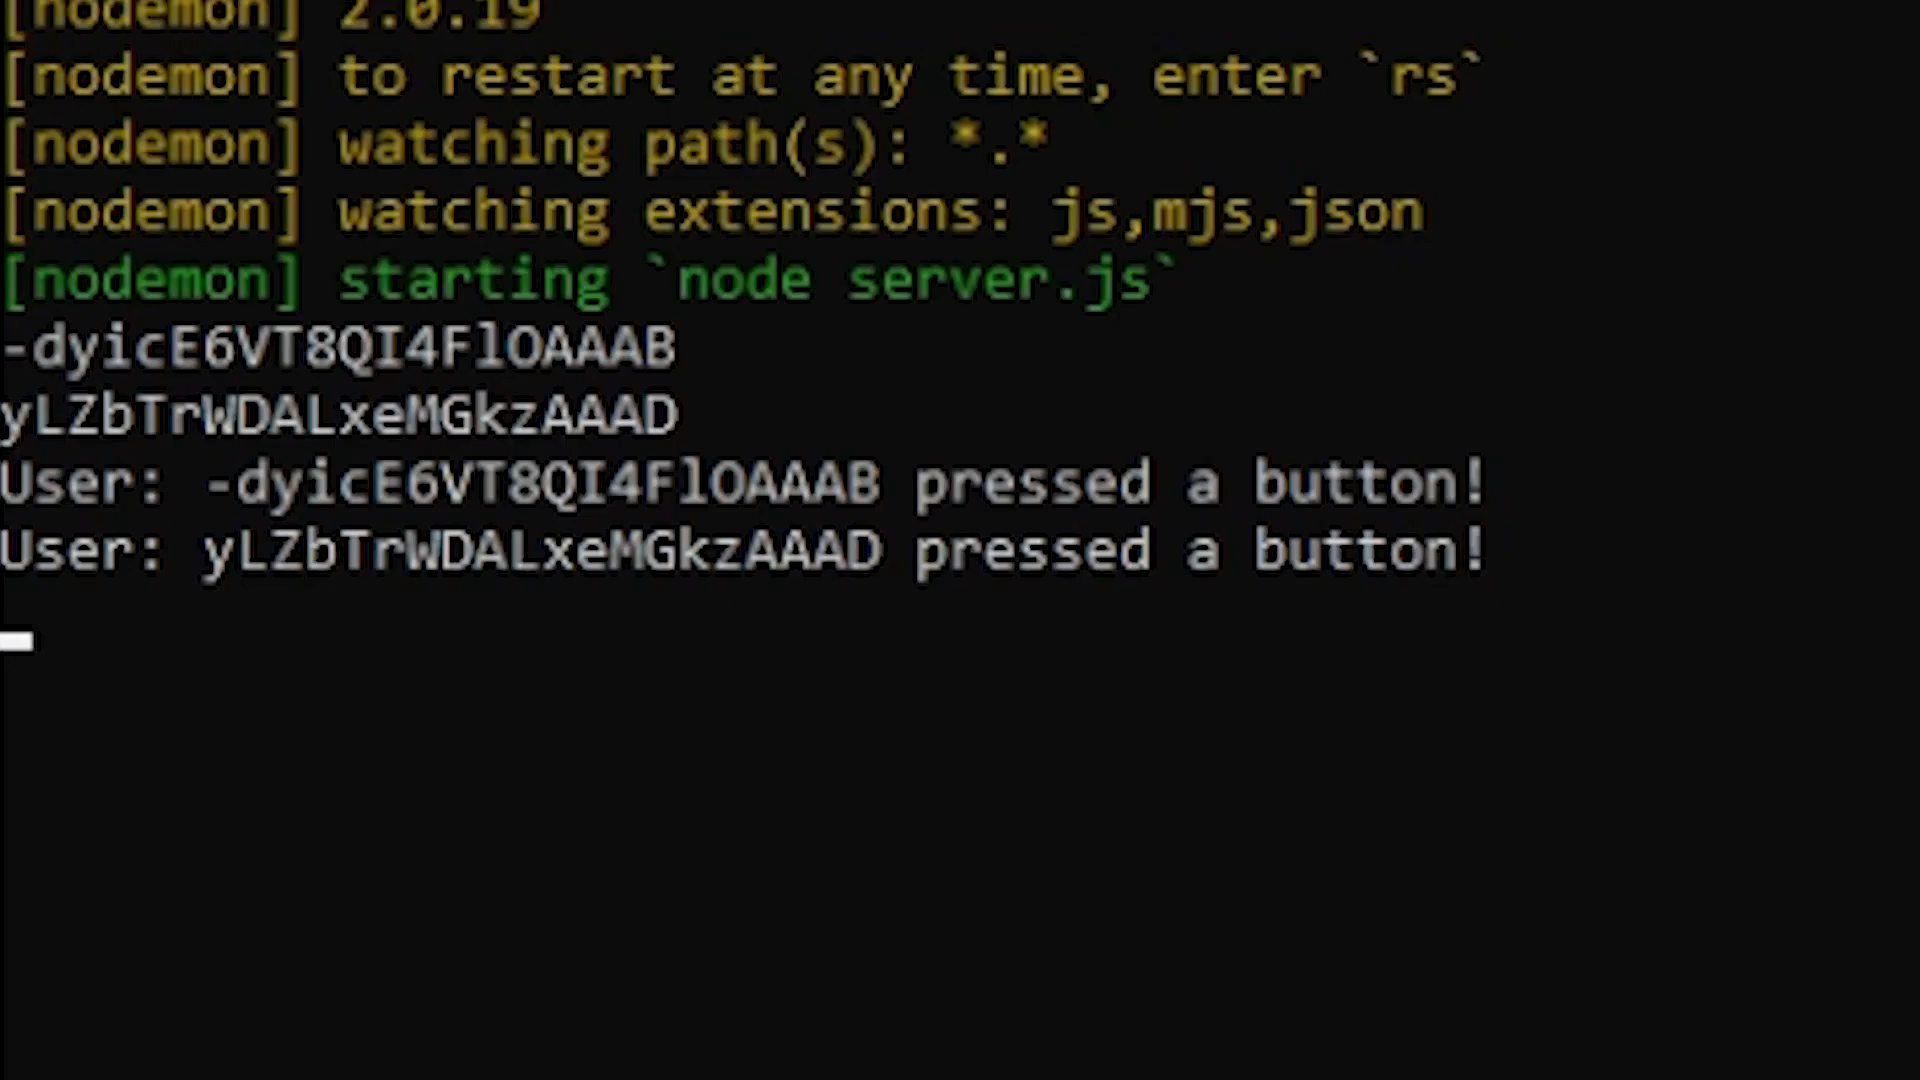 [nodemon] 2.0.19
[nodemon] to restart at any time, enter `rs`
[nodemon] watching path(s): *.*
[nodemon] watching extensions: js,mjs,json
[nodemon] starting `node server.js`
-dyicE6VT8QI4FlOAAAB
yLZbTrWDALxeMGkzAAAD
User: -dyicE6VT8QI4FlOAAAB pressed a button!
User: yLZbTrWDALxeMGkzAAAD pressed a button!